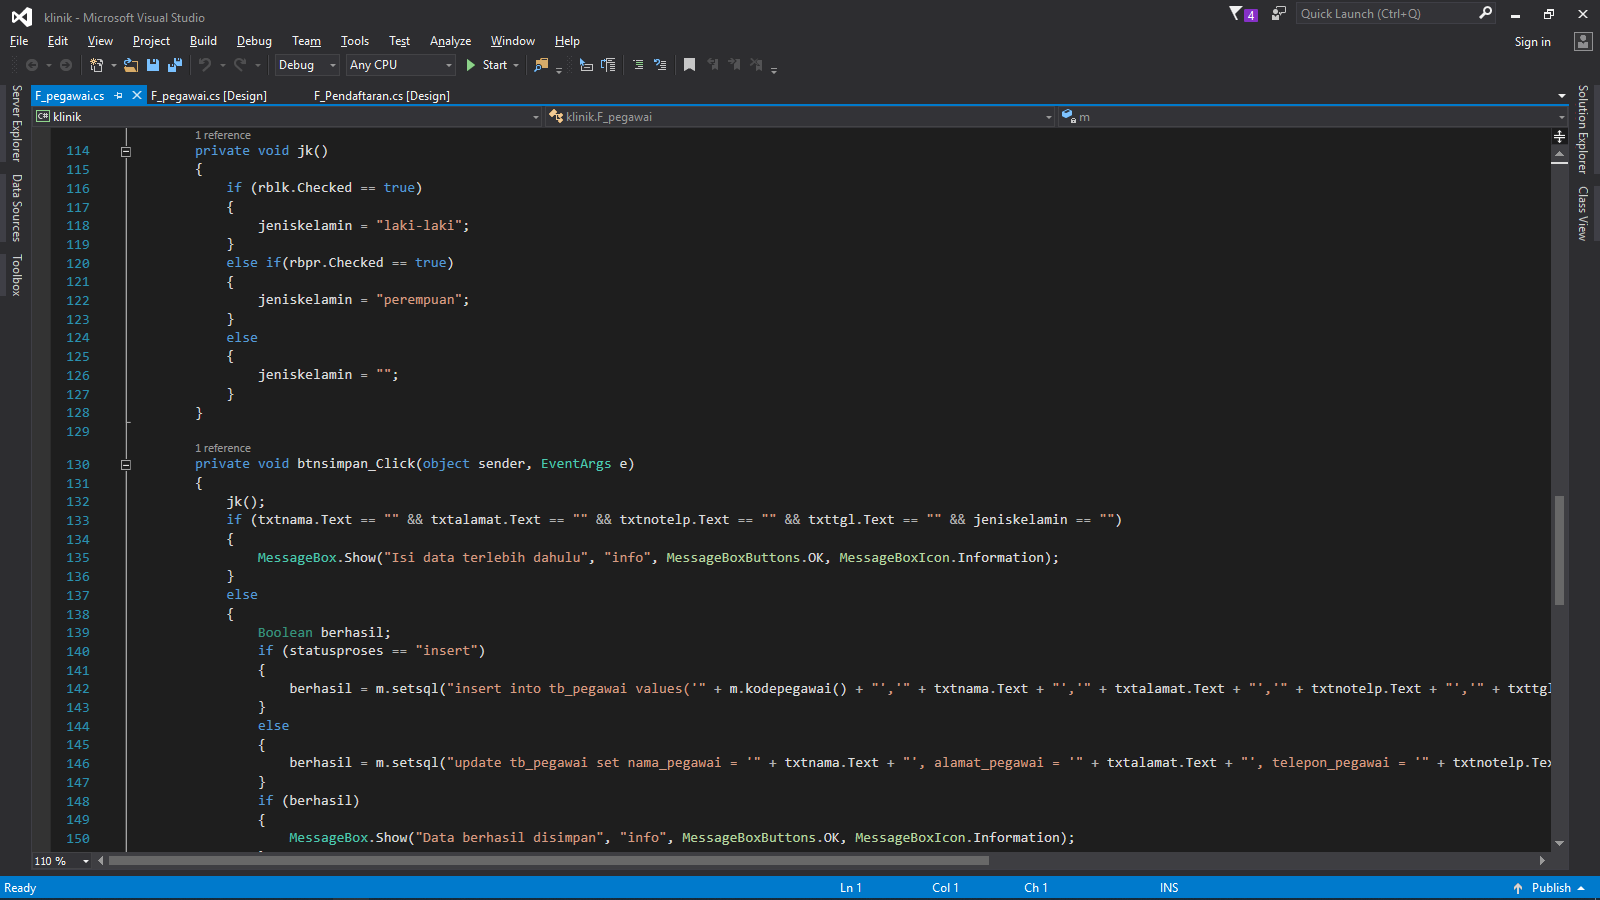 klinik - Microsoft Visual Studio
4
Quick Launch (Ctrl+Q)
File Edit View Project Build Debug Team Tools Test Analyze Window Help
Sign in
Debug Any CPU Start
F_pegawai.cs F_pegawai.cs [Design] F_Pendaftaran.cs [Design]
C# klinik klinik.F_pegawai m
Server Explorer
Data Sources
Toolbox
Solution Explorer
Class View
1 reference
114 private void jk()
115 {
116 if (rblk.Checked == true)
117 {
118 jeniskelamin = "laki-laki";
119 }
120 else if(rbpr.Checked == true)
121 {
122 jeniskelamin = "perempuan";
123 }
124 else
125 {
126 jeniskelamin = "";
127 }
128 }
129
1 reference
130 private void btnsimpan_Click(object sender, EventArgs e)
131 {
132 jk();
133 if (txtnama.Text == "" && txtalamat.Text == "" && txtnotelp.Text == "" && txttgl.Text == "" && jeniskelamin == "")
134 {
135 MessageBox.Show("Isi data terlebih dahulu", "info", MessageBoxButtons.OK, MessageBoxIcon.Information);
136 }
137 else
138 {
139 Boolean berhasil;
140 if (statusproses == "insert")
141 {
142 berhasil = m.setsql("insert into tb_pegawai values('" + m.kodepegawai() + "','" + txtnama.Text + "','" + txtalamat.Text + "','" + txtnotelp.Text + "','" + txttgl
143 }
144 else
145 {
146 berhasil = m.setsql("update tb_pegawai set nama_pegawai = '" + txtnama.Text + "', alamat_pegawai = '" + txtalamat.Text + "', telepon_pegawai = '" + txtnotelp.Tex
147 }
148 if (berhasil)
149 {
150 MessageBox.Show("Data berhasil disimpan", "info", MessageBoxButtons.OK, MessageBoxIcon.Information);
110 %
Ready Ln 1 Col 1 Ch 1 INS Publish